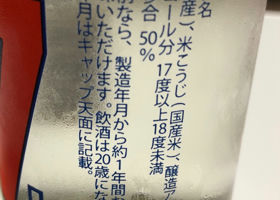 名
産)、米こうじ(国産米)、醸造ア
ール分 17度以上18度未満
合 50%
前なら、製造年月から約1年間お
いただけます。飲酒は20歳にな
月はキャップ天面に記載。